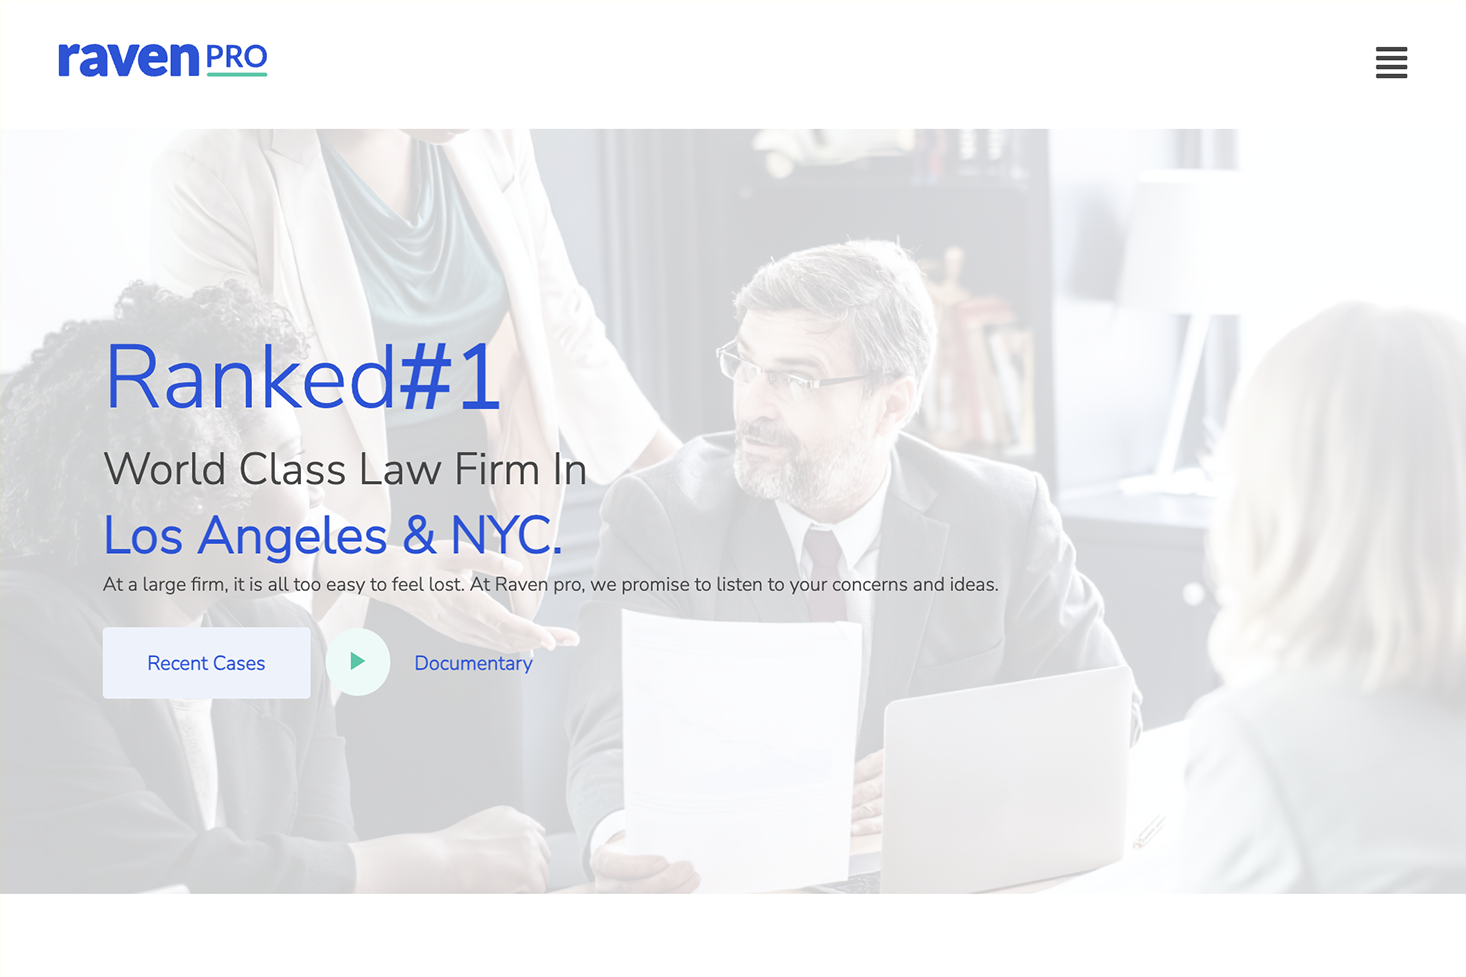 raven PRO
Ranked#1
World Class Law Firm In
Los Angeles & NYC.
At a large firm, it is all too easy to feel lost. At Raven pro, we promise to listen to your concerns and ideas.
Recent Cases
Documentary